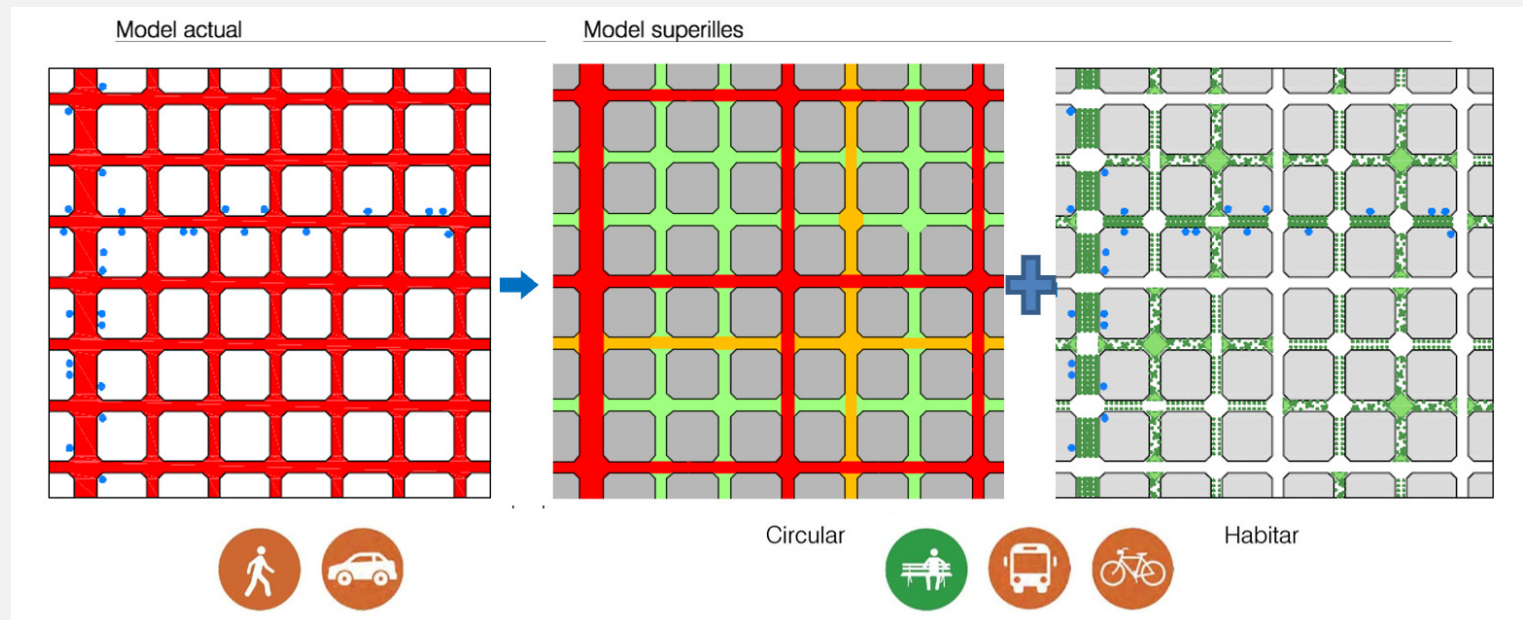 Model actual
Model superilles
Circular
Habitar